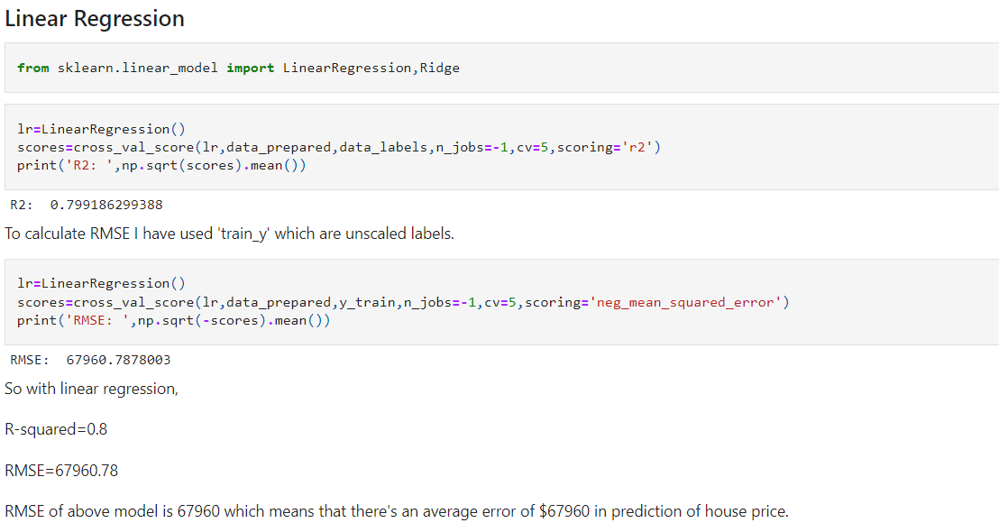 Linear Regression
from sklearn.linear_model import LinearRegression,Ridge
lr=LinearRegression()
scores=cross_val_score(lr,data_prepared,data_labels,n_jobs=-1,cv=5,scoring='r2')
print('R2: ',np.sqrt(scores).mean())
R2:  0.799186299388
To calculate RMSE I have used 'train_y' which are unscaled labels.
lr=LinearRegression()
scores=cross_val_score(lr,data_prepared,y_train,n_jobs=-1,cv=5,scoring='neg_mean_squared_error')
print('RMSE: ',np.sqrt(-scores).mean())
RMSE:  67960.7878003
So with linear regression,
R-squared=0.8
RMSE=67960.78
RMSE of above model is 67960 which means that there's an average error of $67960 in prediction of house price.